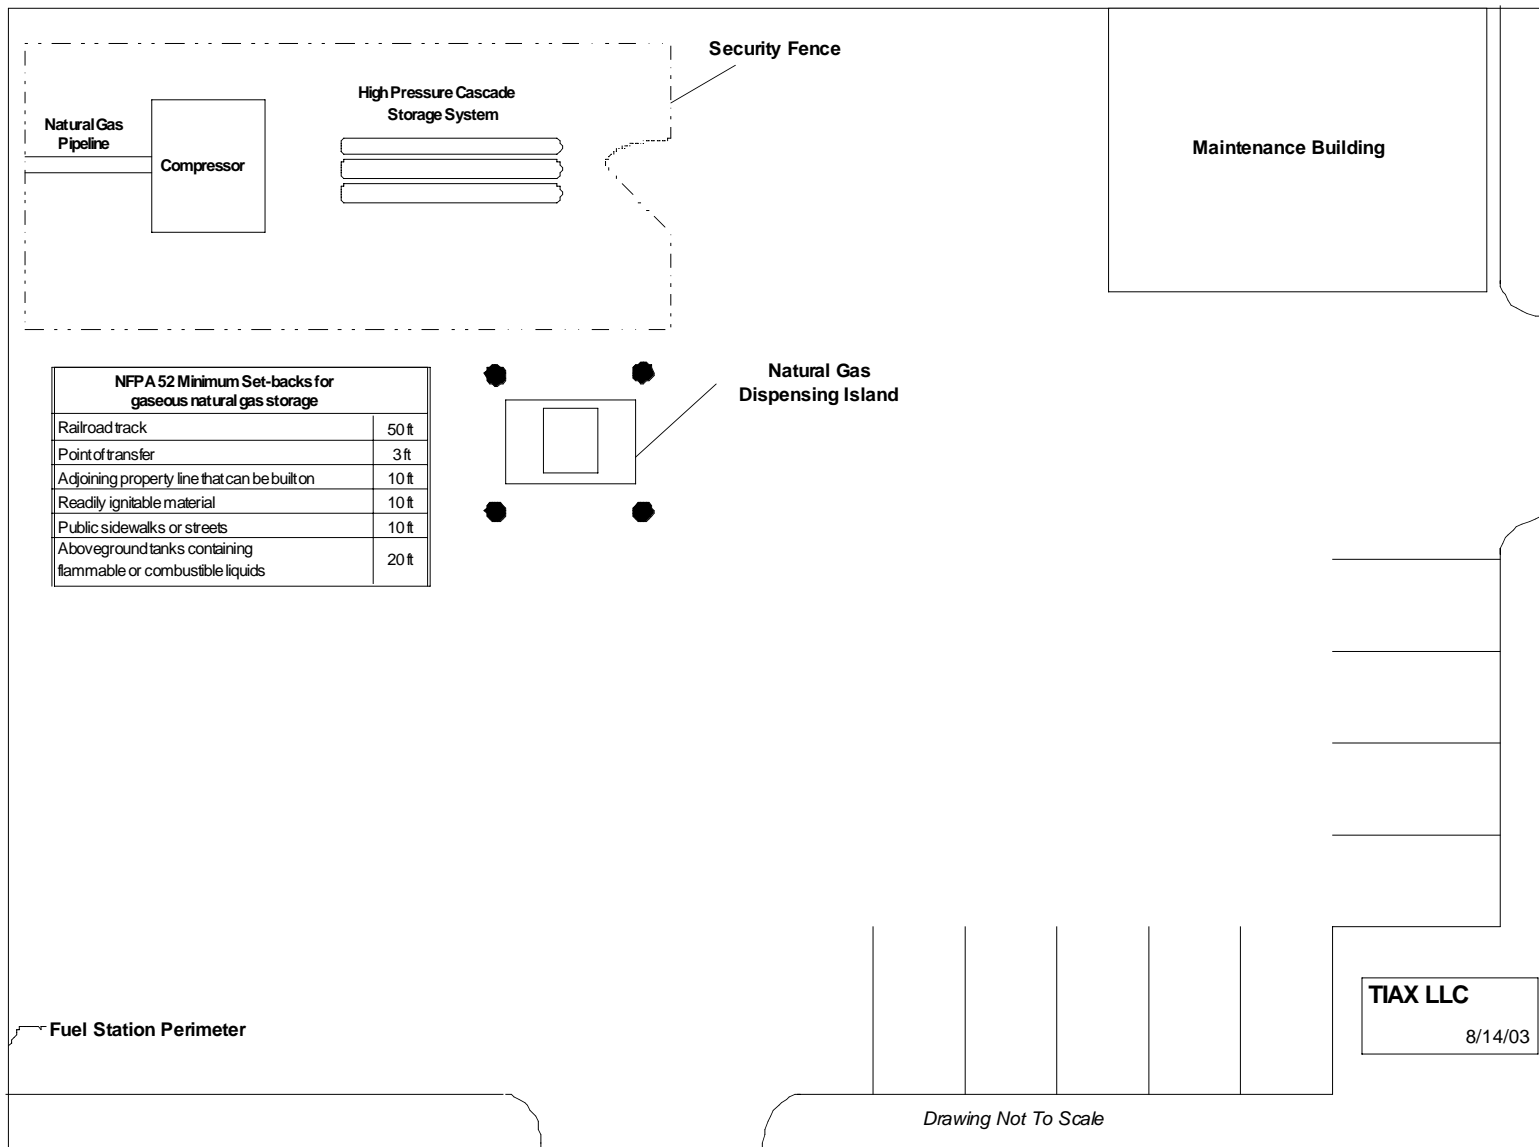 Security Fence
High Pressure Cascade
Storage System
Natural Gas
Pipeline
Compressor
Maintenance Building
NFPA 52 Minimum Set-backs for
gaseous natural gas storage
Railroad track 50 ft
Point of transfer 3 ft
Adjoining property line that can be built on 10 ft
Readily ignitable material 10 ft
Public sidewalks or streets 10 ft
Aboveground tanks containing
flammable or combustible liquids 20 ft
Natural Gas
Dispensing Island
Fuel Station Perimeter
TIAX LLC
8/14/03
Drawing Not To Scale